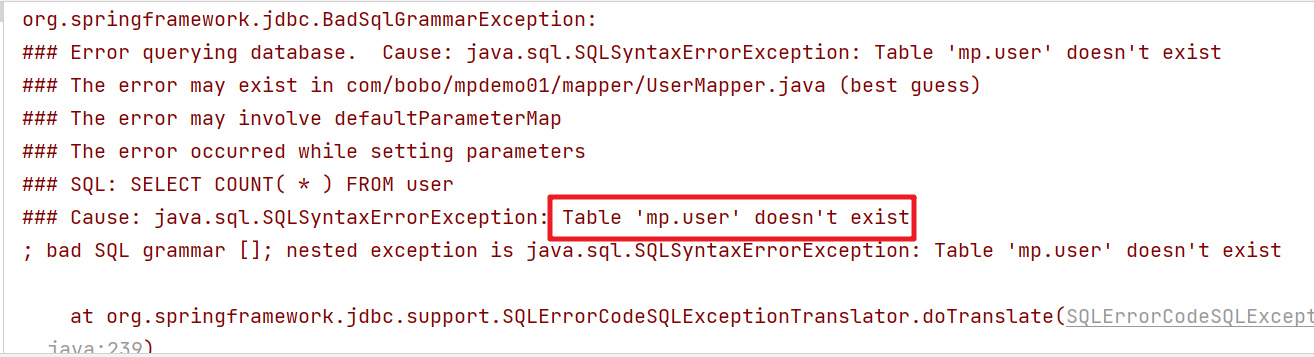 org.springframework.jdbc.BadSqlGrammarException:
### Error querying database.  Cause: java.sql.SQLSyntaxErrorException: Table 'mp.user' doesn't exist
### The error may exist in com/bobo/mpdemo01/mapper/UserMapper.java (best guess)
### The error may involve defaultParameterMap
### The error occurred while setting parameters
### SQL: SELECT COUNT( * ) FROM user
### Cause: java.sql.SQLSyntaxErrorException: Table 'mp.user' doesn't exist
; bad SQL grammar []; nested exception is java.sql.SQLSyntaxErrorException: Table 'mp.user' doesn't exist
at org.springframework.jdbc.support.SQLErrorCodeSQLExceptionTranslator.doTranslate(SQLErrorCodeSQLExcept
java:239)